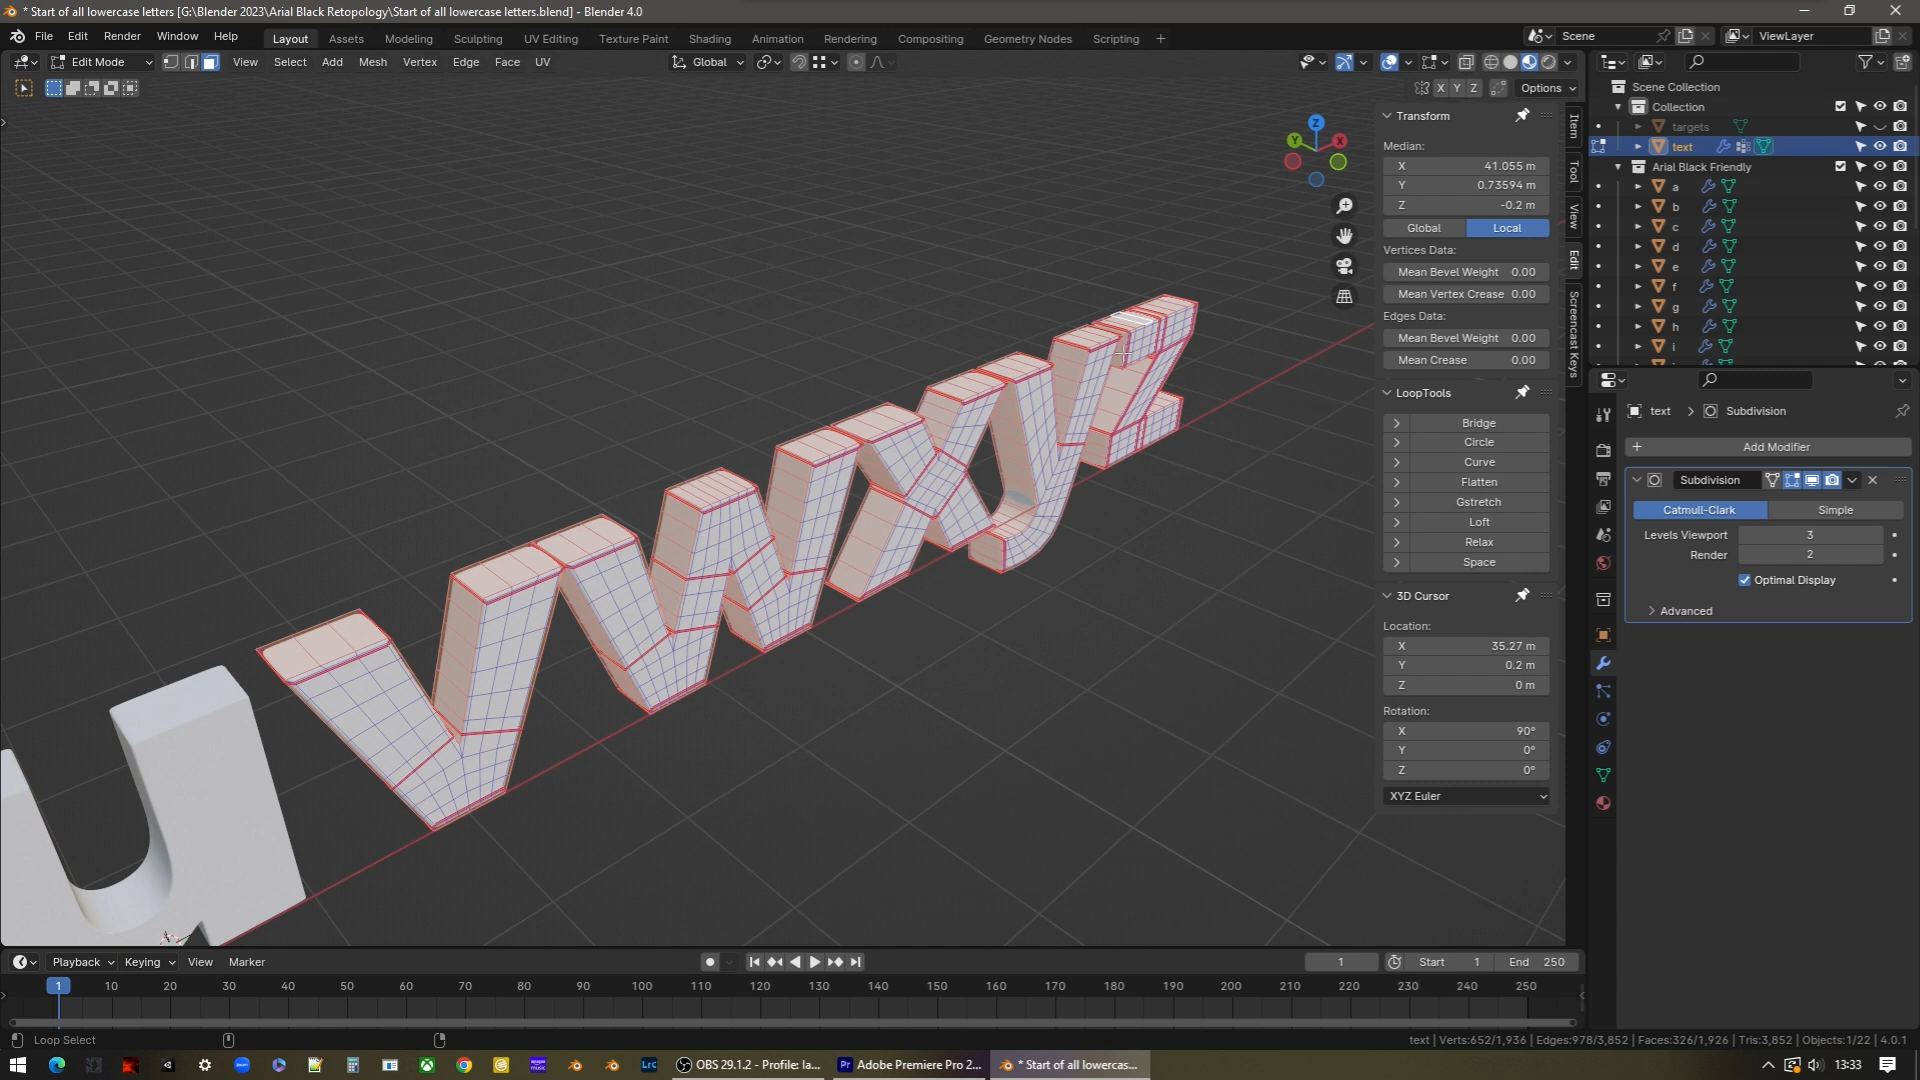 * Start of all lowercase letters [G:\Blender 2023\Arial Black Retopology\Start of all lowercase letters.blend] - Blender 4.0
File Edit Render Window Help
Layout Assets Modeling Sculpting UV Editing Texture Paint Shading Animation Rendering Compositing Geometry Nodes Scripting +
Scene
ViewLayer
Edit Mode
View Select Add Mesh Vertex Edge Face UV
Global
X Y Z
Options
Z
Y
X
Transform
Median:
X 41.055 m
Y 0.73594 m
Z -0.2 m
Global Local
Vertices Data:
Mean Bevel Weight 0.00
Mean Vertex Crease 0.00
Edges Data:
Mean Bevel Weight 0.00
Mean Crease 0.00
LoopTools
Bridge
Circle
Curve
Flatten
Gstretch
Loft
Relax
Space
3D Cursor
Location:
X 35.27 m
Y 0.2 m
Z 0 m
Rotation:
X 90°
Y 0°
Z 0°
XYZ Euler
Item
Tool
View
Edit
Screencast Keys
Scene Collection
Collection
targets
text
Arial Black Friendly
a
b
c
d
e
f
g
h
i
text > Subdivision
+ Add Modifier
Subdivision
Catmull-Clark Simple
Levels Viewport 3
Render 2
Optimal Display
Advanced
u v w x y z
Playback Keying View Marker
1
Start 1
End 250
1 10 20 30 40 50 60 70 80 90 100 110 120 130 140 150 160 170 180 190 200 210 220 230 240 250
Loop Select
text | Verts:652/1,936 | Edges:978/3,852 | Faces:326/1,926 | Tris:3,852 | Objects:1/22 | 4.0.1
zoom
amazon music
Lrc
OBS 29.1.2 - Profile: la...
Pr Adobe Premiere Pro 2...
* Start of all lowercas...
13:33